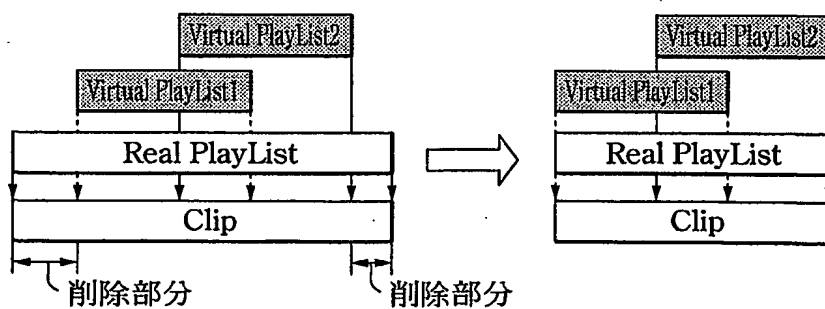 Virtual PlayList2
Virtual PlayList1
Real PlayList
Clip
削除部分
削除部分
Virtual PlayList2
Virtual PlayList1
Real PlayList
Clip